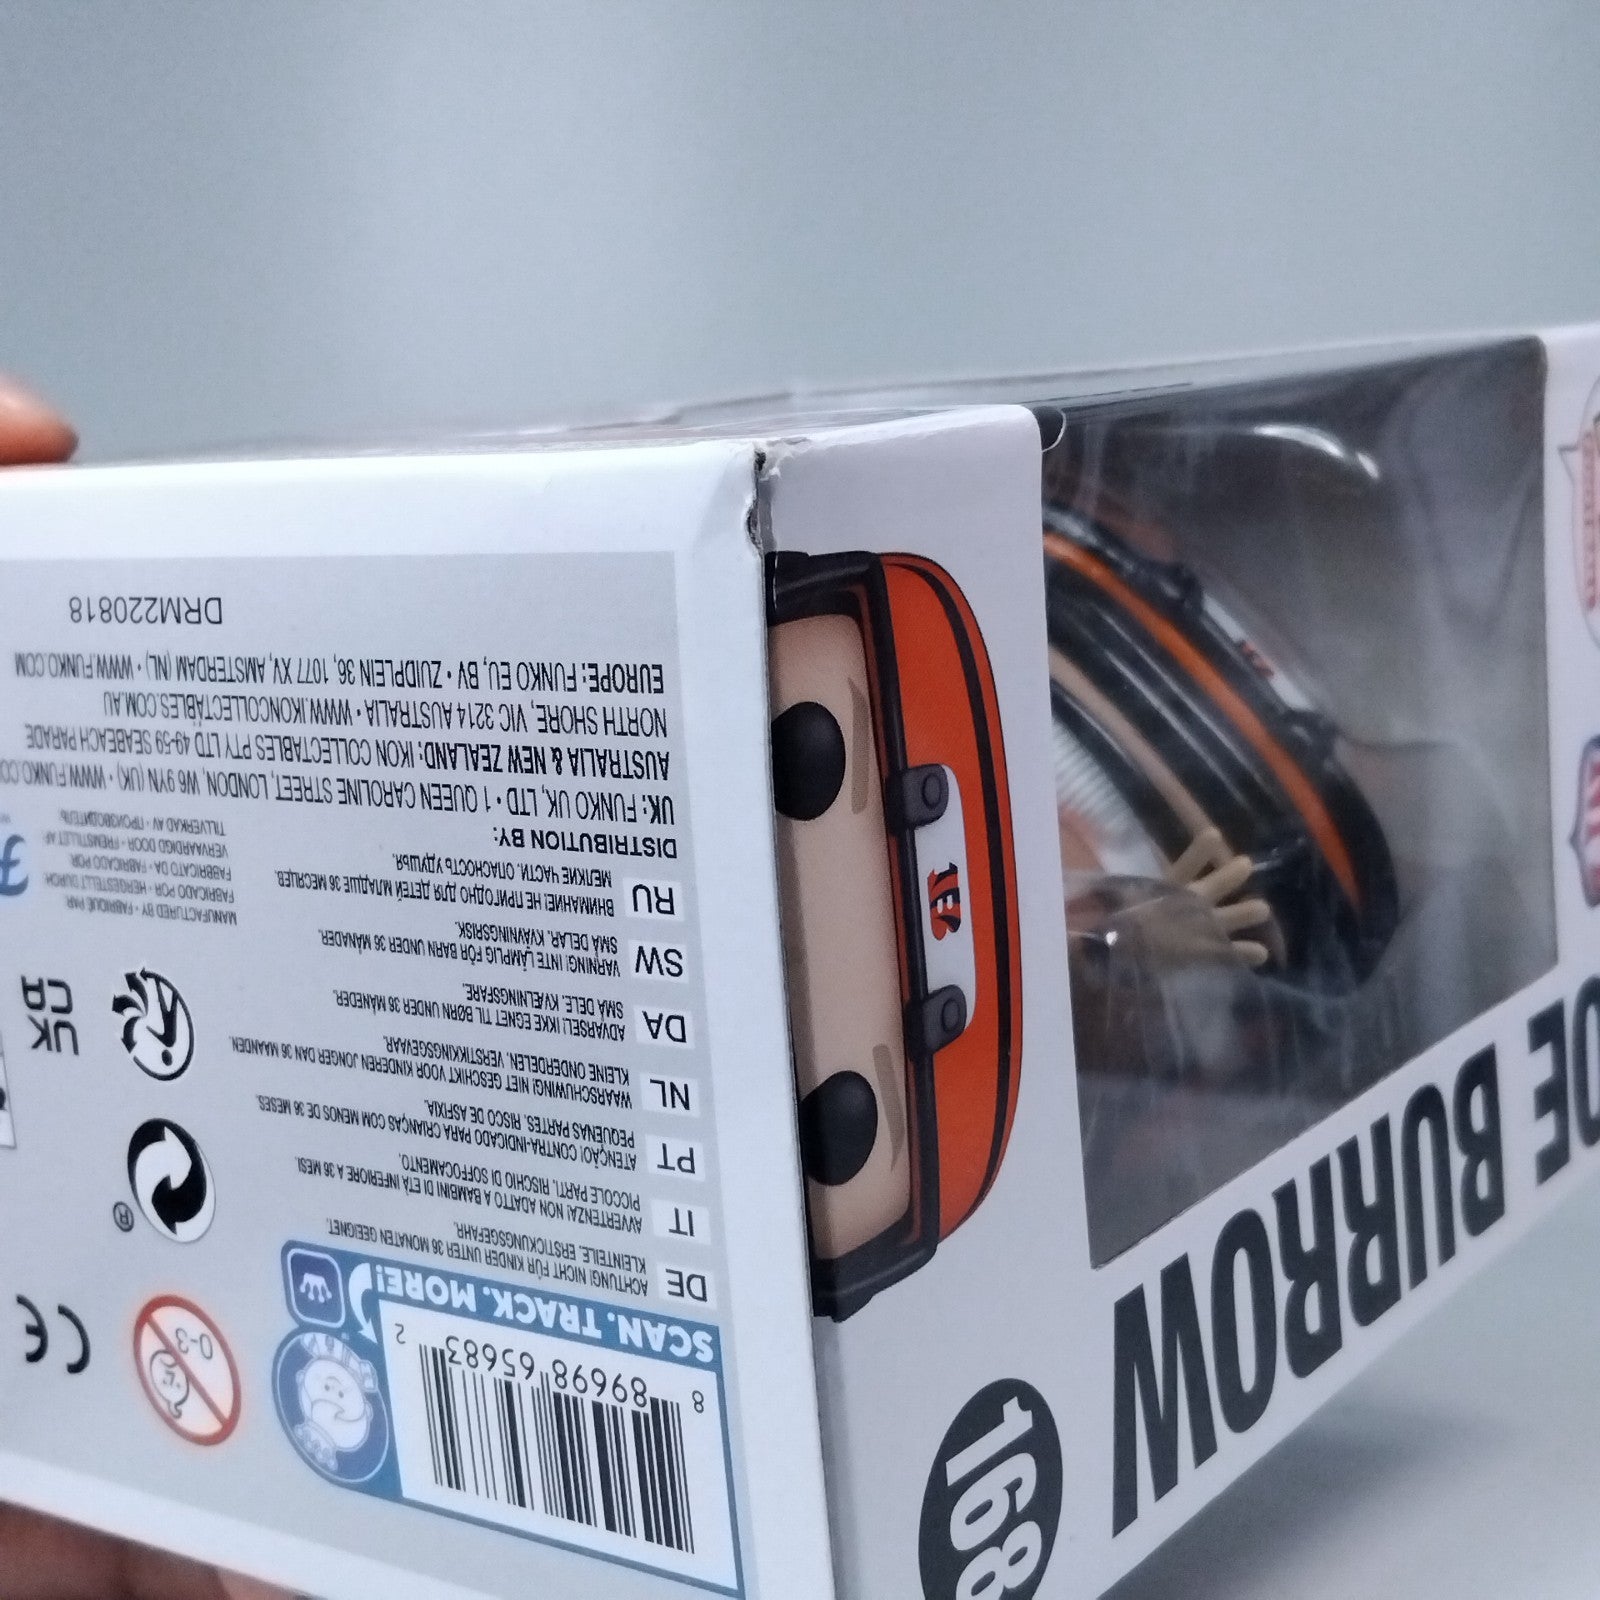 SCAN. TRACK. MORE!
8 89698 65683 2
DE
ACHTUNG! NICHT FÜR KINDER UNTER 36 MONATEN GEEIGNET.
KLEINTEILE. ERSTICKUNGSGEFAHR.
IT
AVVERTENZA! NON ADATTO A BAMBINI DI ETÀ INFERIORE A 36 MESI.
PICCOLE PARTI. RISCHIO DI SOFFOCAMENTO.
PT
ATENÇÃO! CONTRA-INDICADO PARA CRIANÇAS COM MENOS DE 36 MESES.
PEQUENAS PARTES. RISCO DE ASFIXIA.
NL
WAARSCHUWING! NIET GESCHIKT VOOR KINDEREN JONGER DAN 36 MAANDEN.
KLEINE ONDERDELEN. VERSTIKKINGSGEVAAR.
DA
ADVARSEL! IKKE EGNET TIL BØRN UNDER 36 MÅNEDER.
SMÅ DELE. KVÆLNINGSFARE.
SW
VARNING! INTE LÄMPLIG FÖR BARN UNDER 36 MÅNADER.
SMÅ DELAR. KVÄVNINGSRISK.
RU
ВНИМАНИЕ! НЕ ПРИГОДНО ДЛЯ ДЕТЕЙ МЛАДШЕ 36 МЕСЯЦЕВ.
МЕЛКИЕ ЧАСТИ. ОПАСНОСТЬ УДУШЬЯ.
DISTRIBUTION BY:
UK: FUNKO UK, LTD • 1 QUEEN CAROLINE STREET, LONDON, W6 9YN (UK) • WWW.FUNKO.CO
AUSTRALIA & NEW ZEALAND: IKON COLLECTABLES PTY LTD 49-59 SEABEACH PARADE
NORTH SHORE, VIC 3214 AUSTRALIA • WWW.IKONCOLLECTABLES.COM.AU
EUROPE: FUNKO EU, BV • ZUIDPLEIN 36, 1077 XV, AMSTERDAM (NL) • WWW.FUNKO.COM
DRM220818
MANUFACTURED BY • FABRIQUÉ PAR
FABRICADO POR • HERGESTELLT DURCH
FABBRICATO DA • FABRICADO POR
VERVAARDIGD DOOR • FREMSTILLET AF
TILLVERKAD AV • ПРОИЗВОДИТЕЛЬ
0-3
CE
®
UK
CA
168
OE BURROW